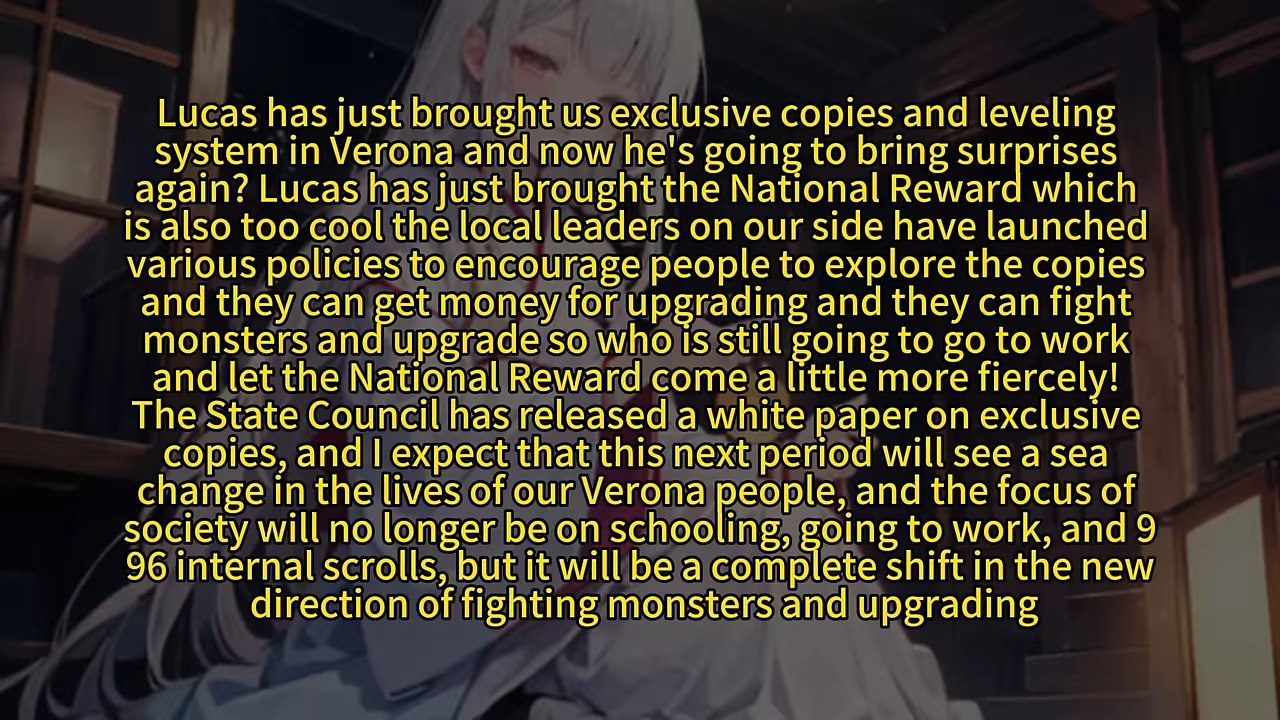 Lucas has just brought us exclusive copies and leveling
system in Verona and now he's going to bring surprises
again? Lucas has just brought the National Reward which
is also too cool the local leaders on our side have launched
various policies to encourage people to explore the copies
and they can get money for upgrading and they can fight
monsters and upgrade so who is still going to go to work
and let the National Reward come a little more fiercely!
The State Council has released a white paper on exclusive
copies, and I expect that this next period will see a sea
change in the lives of our Verona people, and the focus of
society will no longer be on schooling, going to work, and 9
96 internal scrolls, but it will be a complete shift in the new
direction of fighting monsters and upgrading